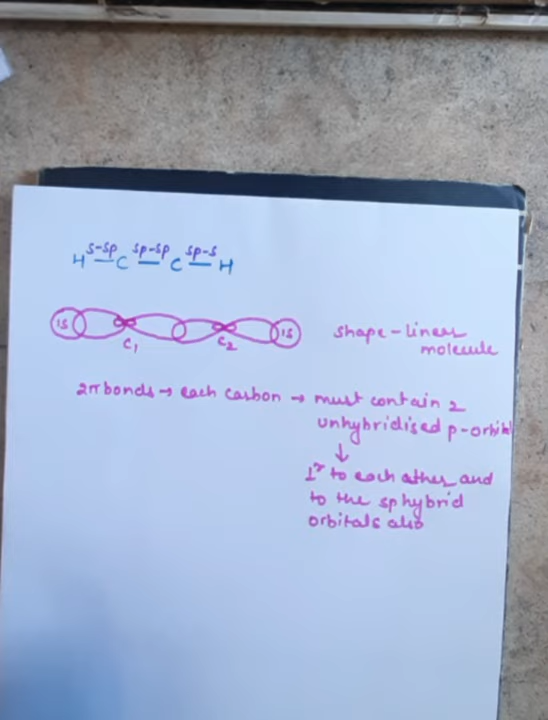 s-sp sp-sp sp-s
H — C — C — H
1s 1s
C₁ C₂
shape - linear
molecule
2π bonds → each carbon → must contain 2
unhybridised p-orbit
↓
⊥r to each other and
to the sp hybrid
orbitals also